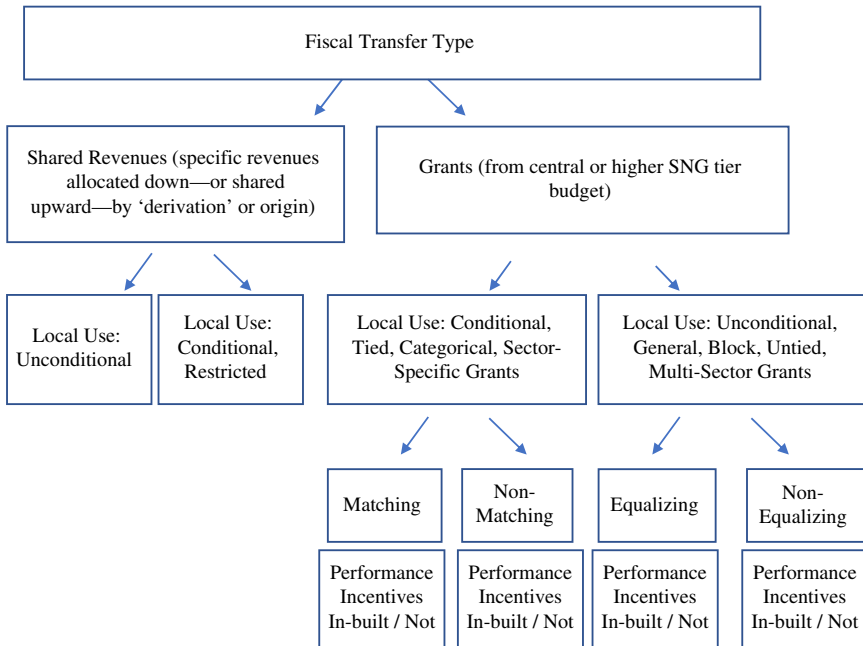 Fiscal Transfer Type
Shared Revenues (specific revenues
allocated down—or shared
upward—by ‘derivation’ or origin)
Grants (from central or higher SNG tier
budget)
Local Use:
Unconditional
Local Use:
Conditional,
Restricted
Local Use: Conditional,
Tied, Categorical, Sector-
Specific Grants
Local Use: Unconditional,
General, Block, Untied,
Multi-Sector Grants
Matching
Non-
Matching
Equalizing
Non-
Equalizing
Performance
Incentives
In-built / Not
Performance
Incentives
In-built / Not
Performance
Incentives
In-built / Not
Performance
Incentives
In-built / Not